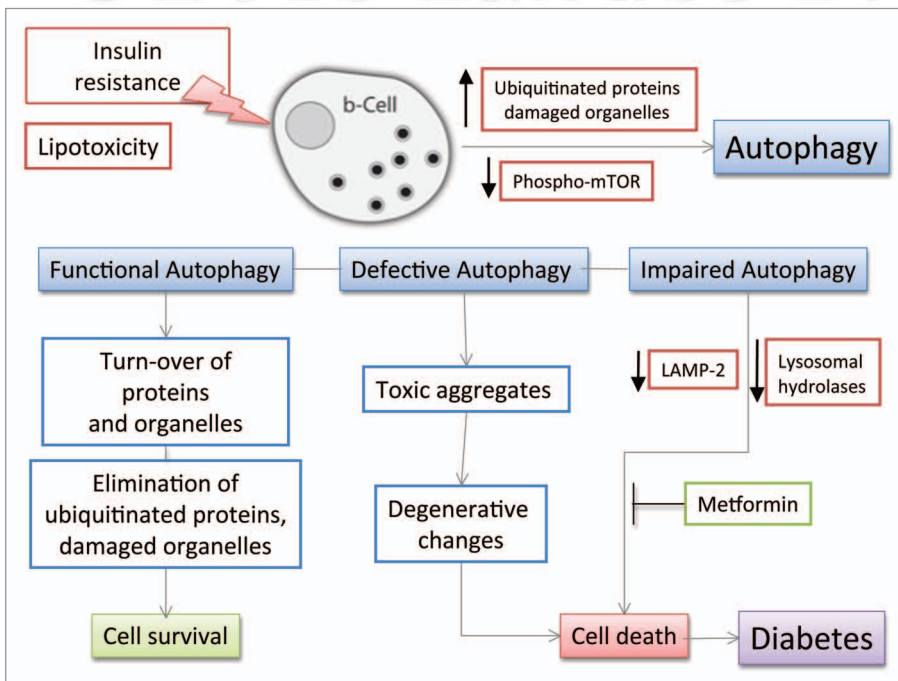 Insulin
resistance
Lipotoxicity
b-Cell
Ubiquitinated proteins
damaged organelles
Phospho-mTOR
Autophagy
Functional Autophagy
Defective Autophagy
Impaired Autophagy
Turn-over of
proteins
and organelles
Elimination of
ubiquitinated proteins,
damaged organelles
Cell survival
Toxic aggregates
Degenerative
changes
LAMP-2
Lysosomal
hydrolases
Metformin
Cell death
Diabetes